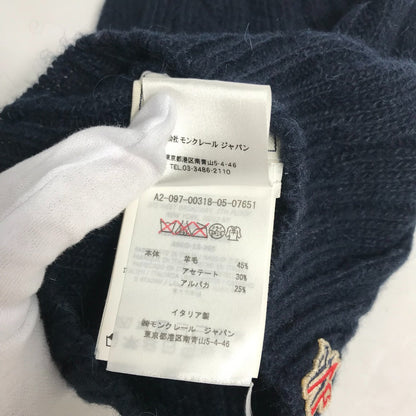 会社 モンクレール ジャパン
東京都港区南青山5-4-46
TEL.03-3486-2110
A2-097-00318-05-07651
本体 羊毛 45%
アセテート 30%
アルパカ 25%
イタリア製
㈱モンクレール ジャパン
東京都港区南青山5-4-46